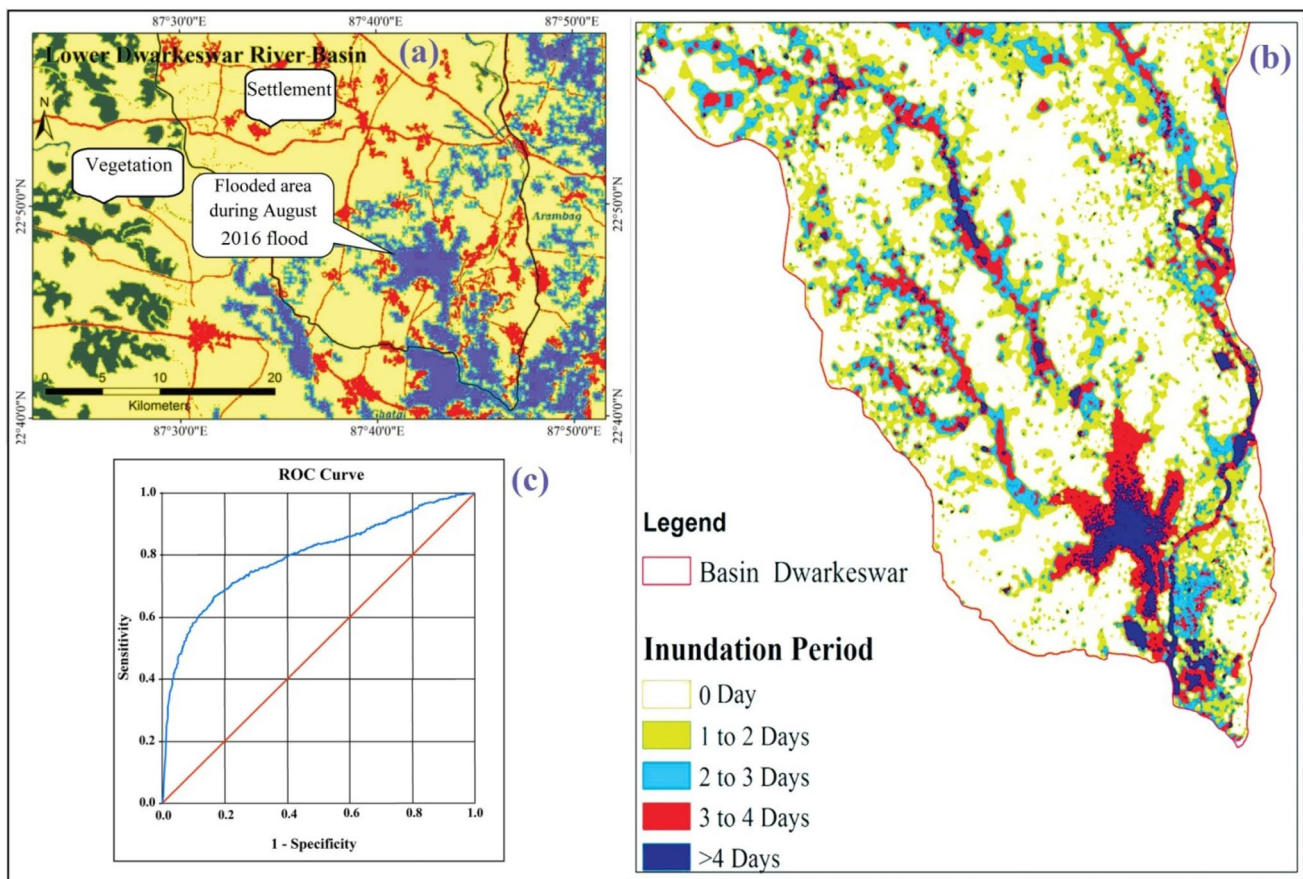 87°30'0"E
87°40'0"E
87°50'0"E
Lower Dwarkeswar River Basin
(a)
N
Settlement
Vegetation
Flooded area
during August
2016 flood
Arambag
Ghatal
22°50'0"N
22°50'0"N
22°40'0"N
22°40'0"N
0 5 10 20
Kilometers
87°30'0"E
87°40'0"E
87°50'0"E
(b)
Legend
Basin Dwarkeswar
Inundation Period
0 Day
1 to 2 Days
2 to 3 Days
3 to 4 Days
>4 Days
(c)
ROC Curve
Sensitivity
1.0
0.8
0.6
0.4
0.2
0.0
0.0 0.2 0.4 0.6 0.8 1.0
1 - Specificity